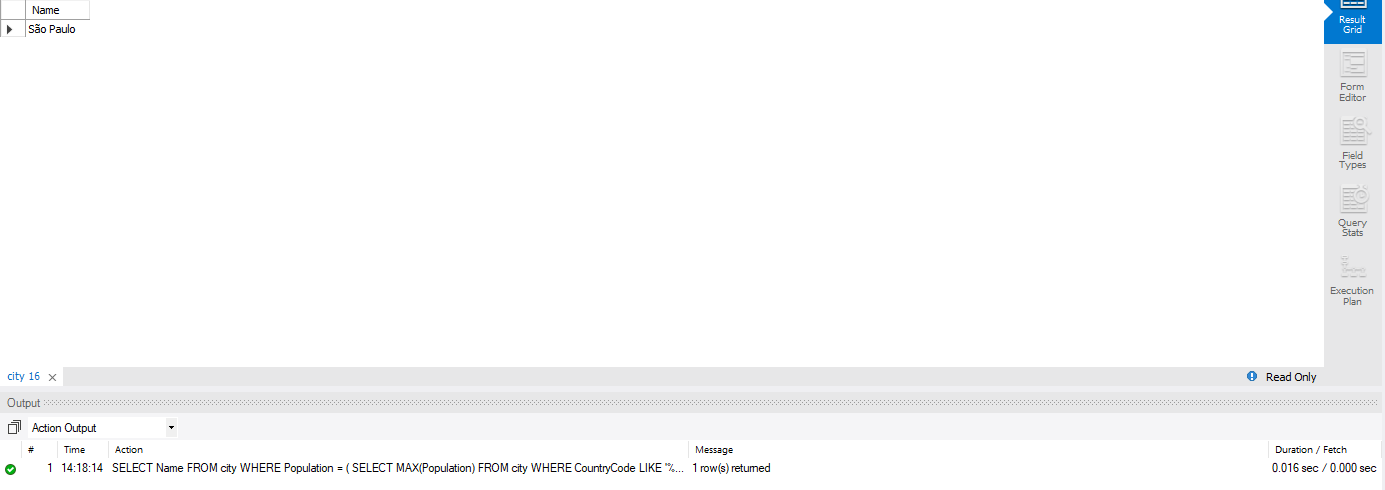 Name
São Paulo
Result
Grid
Form
Editor
Field
Types
Query
Stats
Execution
Plan
city 16
Read Only
Output
Action Output
# Time Action Message Duration / Fetch
1 14:18:14 SELECT Name FROM city WHERE Population = ( SELECT MAX(Population) FROM city WHERE CountryCode LIKE "%... 1 row(s) returned 0.016 sec / 0.000 sec